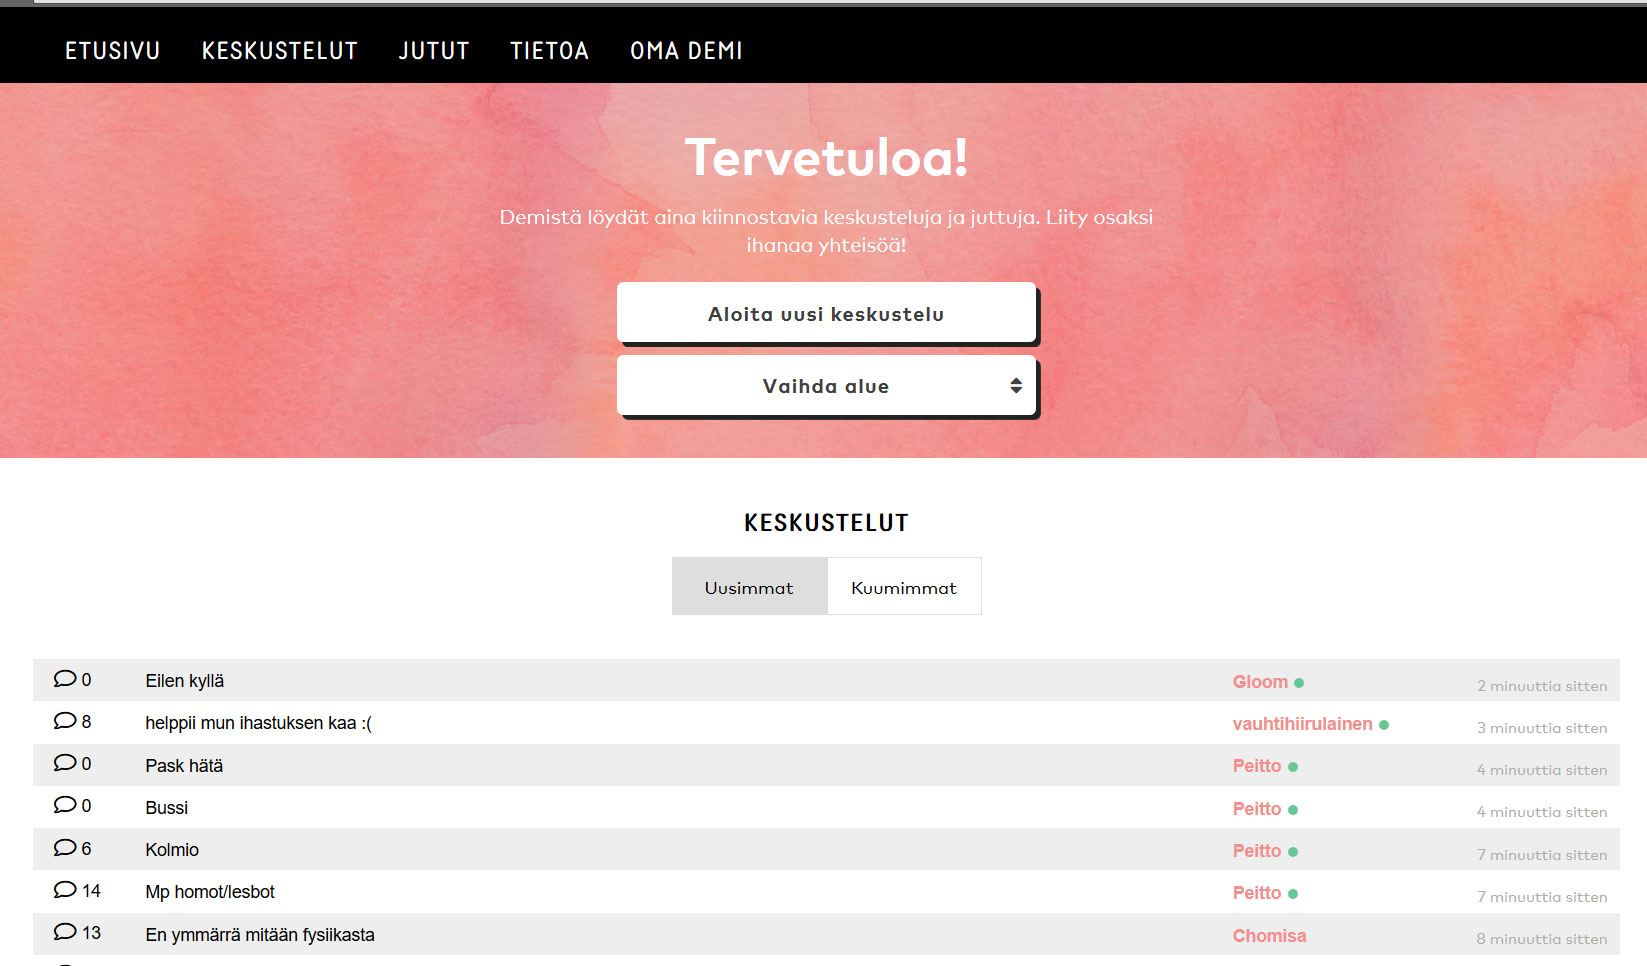 ETUSIVU KESKUSTELUT JUTUT TIETOA OMA DEMI
Tervetuloa!
Demistä löydät aina kiinnostavia keskusteluja ja juttuja. Liity osaksi
ihanaa yhteisöä!
Aloita uusi keskustelu
Vaihda alue
KESKUSTELUT
Uusimmat Kuumimmat
0 Eilen kyllä Gloom 2 minuuttia sitten
8 helppii mun ihastuksen kaa :( vauhtihiirulainen 3 minuuttia sitten
0 Pask hätä Peitto 4 minuuttia sitten
0 Bussi Peitto 4 minuuttia sitten
6 Kolmio Peitto 7 minuuttia sitten
14 Mp homot/lesbot Peitto 7 minuuttia sitten
13 En ymmärrä mitään fysiikasta Chomisa 8 minuuttia sitten